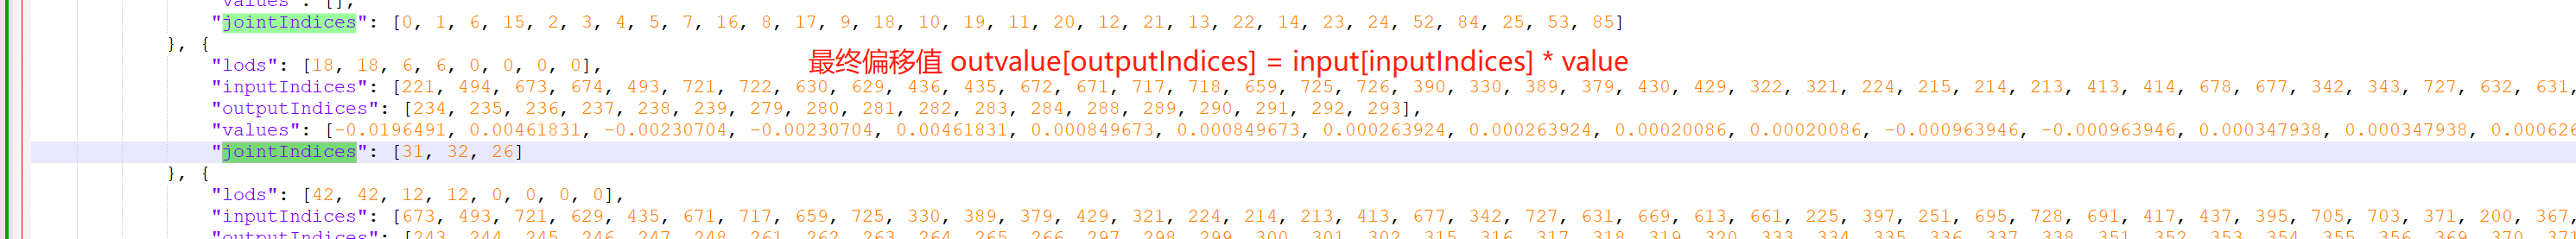 "values": [],
"jointIndices": [0, 1, 6, 15, 2, 3, 4, 5, 7, 16, 8, 17, 9, 18, 10, 19, 11, 20, 12, 21, 13, 22, 14, 23, 24, 52, 84, 25, 53, 85]
}, {
最终偏移值 outvalue[outputIndices] = input[inputIndices] * value
"lods": [18, 18, 6, 6, 0, 0, 0, 0],
"inputIndices": [221, 494, 673, 674, 493, 721, 722, 630, 629, 436, 435, 672, 671, 717, 718, 659, 725, 726, 390, 330, 389, 379, 430, 429, 322, 321, 224, 215, 214, 213, 413, 414, 678, 677, 342, 343, 727, 632, 631,
"outputIndices": [234, 235, 236, 237, 238, 239, 279, 280, 281, 282, 283, 284, 288, 289, 290, 291, 292, 293],
"values": [-0.0196491, 0.00461831, -0.00230704, -0.00230704, 0.00461831, 0.000849673, 0.000849673, 0.000263924, 0.000263924, 0.00020086, 0.00020086, -0.000963946, -0.000963946, 0.000347938, 0.000347938, 0.000626
"jointIndices": [31, 32, 26]
}, {
"lods": [42, 42, 12, 12, 0, 0, 0, 0],
"inputIndices": [673, 493, 721, 629, 435, 671, 717, 659, 725, 330, 389, 379, 429, 321, 224, 214, 213, 413, 677, 342, 727, 631, 669, 613, 661, 225, 397, 251, 695, 728, 691, 417, 437, 395, 705, 703, 371, 200, 367,
"outputIndices": [243, 244, 245, 246, 247, 248, 261, 262, 263, 264, 265, 266, 297, 298, 299, 300, 301, 302, 315, 316, 317, 318, 319, 320, 333, 334, 335, 336, 337, 338, 351, 352, 353, 354, 355, 356, 369, 370, 371